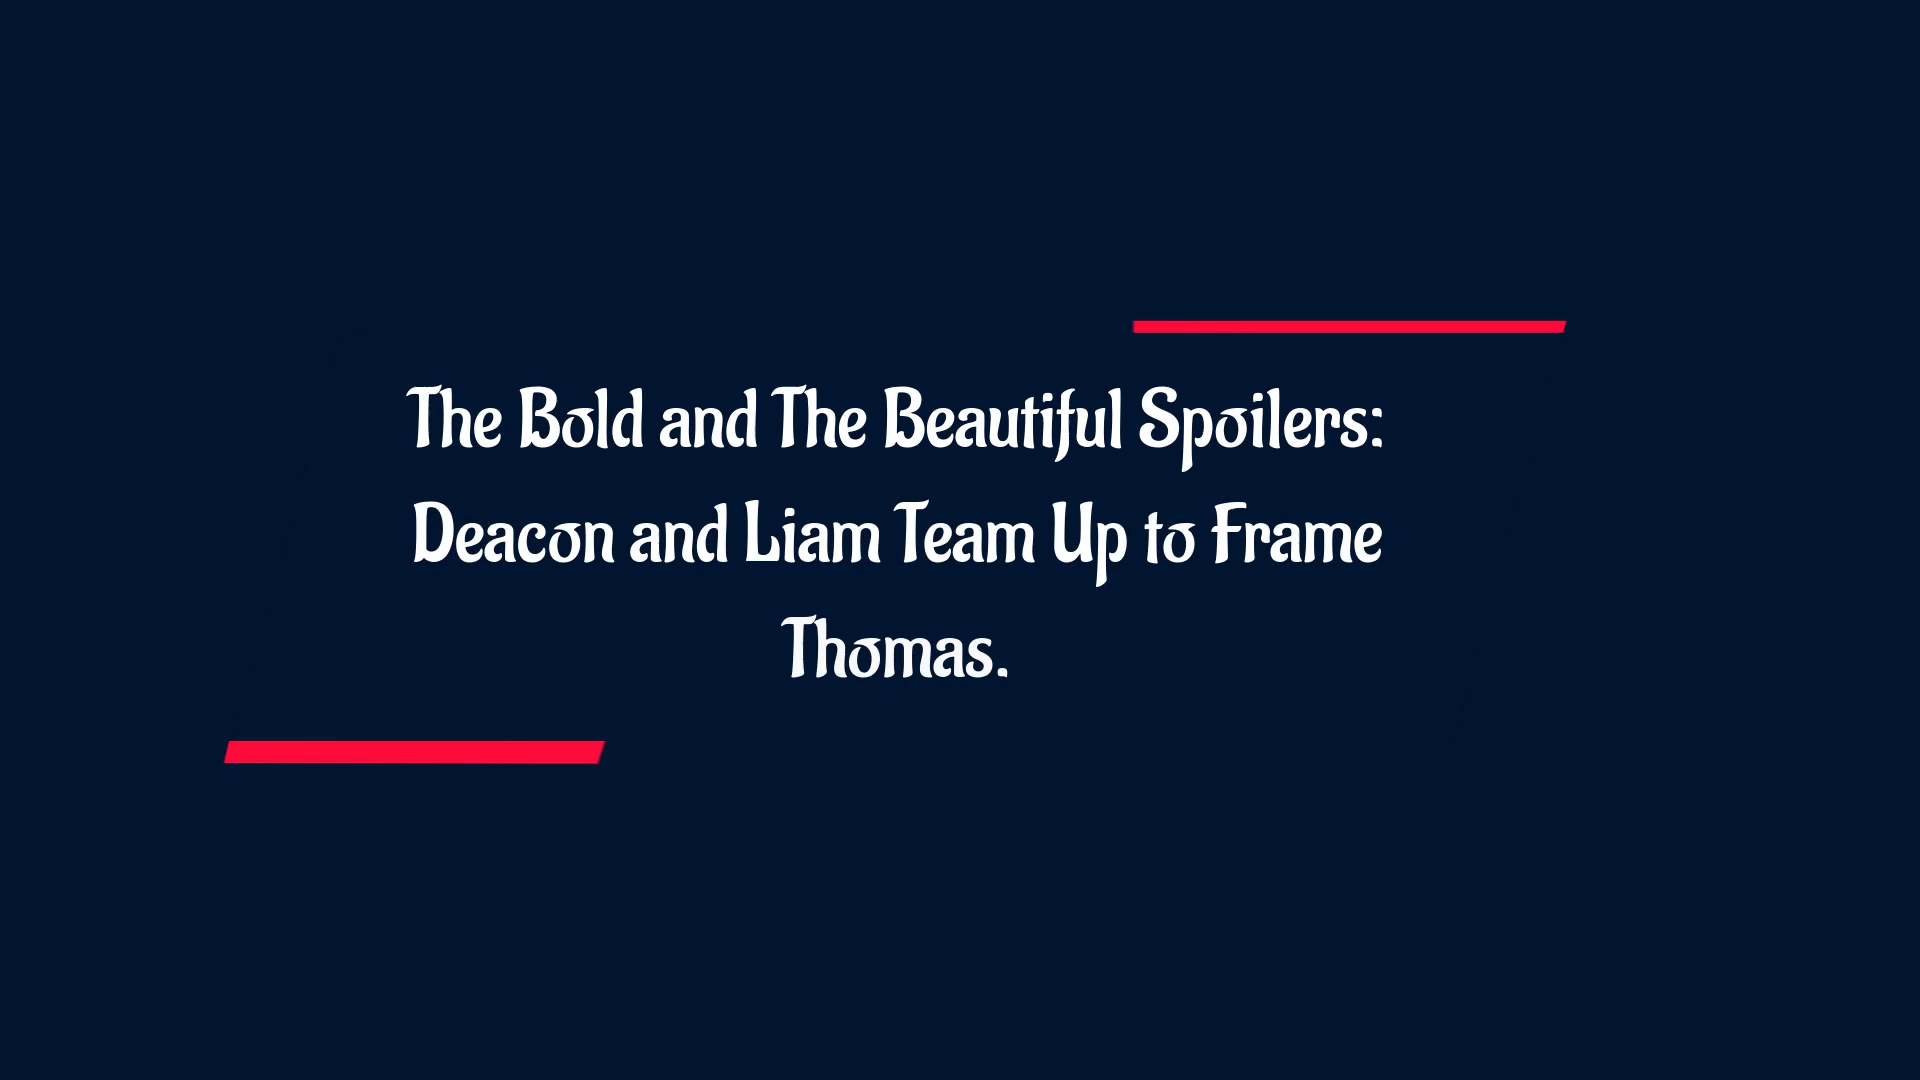 The Bold and The Beautiful Spoilers:
Deacon and Liam Team Up to Frame
Thomas.